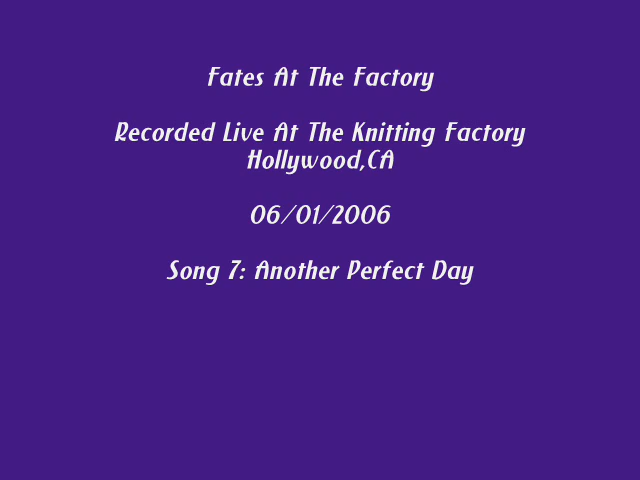 Fates At The Factory
Recorded Live At The Knitting Factory
Hollywood,CA
06/01/2006
Song 7: Another Perfect Day